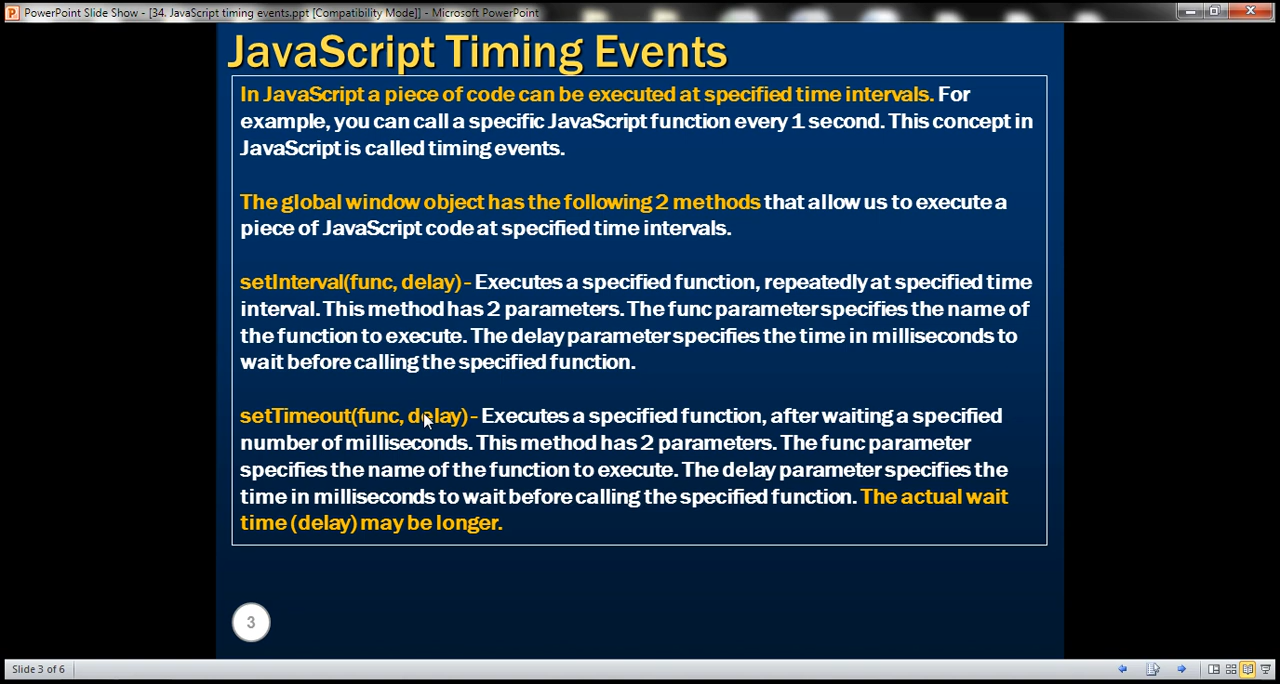 PowerPoint Slide Show - [34. JavaScript timing events.ppt [Compatibility Mode]] - Microsoft PowerPoint
JavaScript Timing Events
In JavaScript a piece of code can be executed at specified time intervals. For
example, you can call a specific JavaScript function every 1 second. This concept in
JavaScript is called timing events.
The global window object has the following 2 methods that allow us to execute a
piece of JavaScript code at specified time intervals.
setInterval(func, delay) - Executes a specified function, repeatedly at specified time
interval. This method has 2 parameters. The func parameter specifies the name of
the function to execute. The delay parameter specifies the time in milliseconds to
wait before calling the specified function.
setTimeout(func, delay) - Executes a specified function, after waiting a specified
number of milliseconds. This method has 2 parameters. The func parameter
specifies the name of the function to execute. The delay parameter specifies the
time in milliseconds to wait before calling the specified function. The actual wait
time (delay) may be longer.
3
Slide 3 of 6